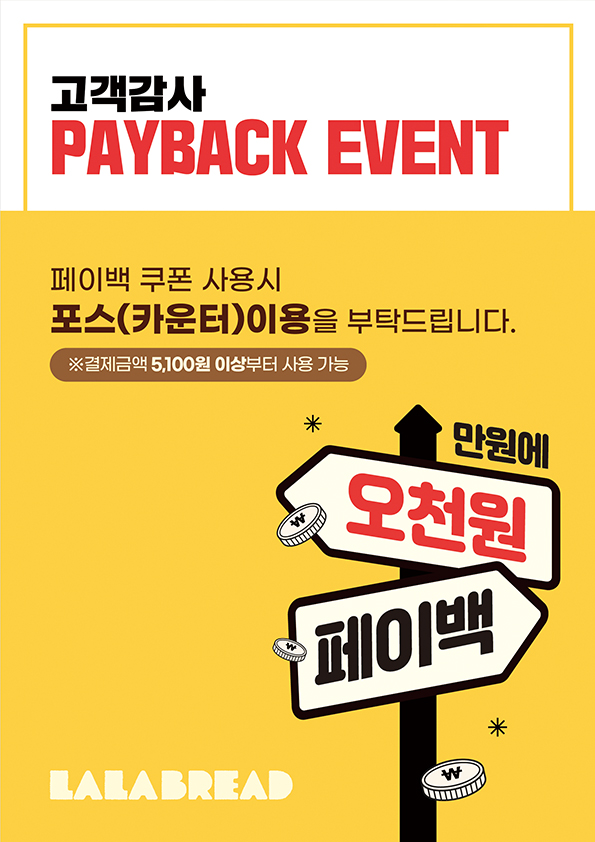 고객감사
PAYBACK EVENT
페이백 쿠폰 사용시
포스(카운터)이용을 부탁드립니다.
※결제금액 5,100원 이상부터 사용 가능
만원에
오천원
페이백
LALABREAD